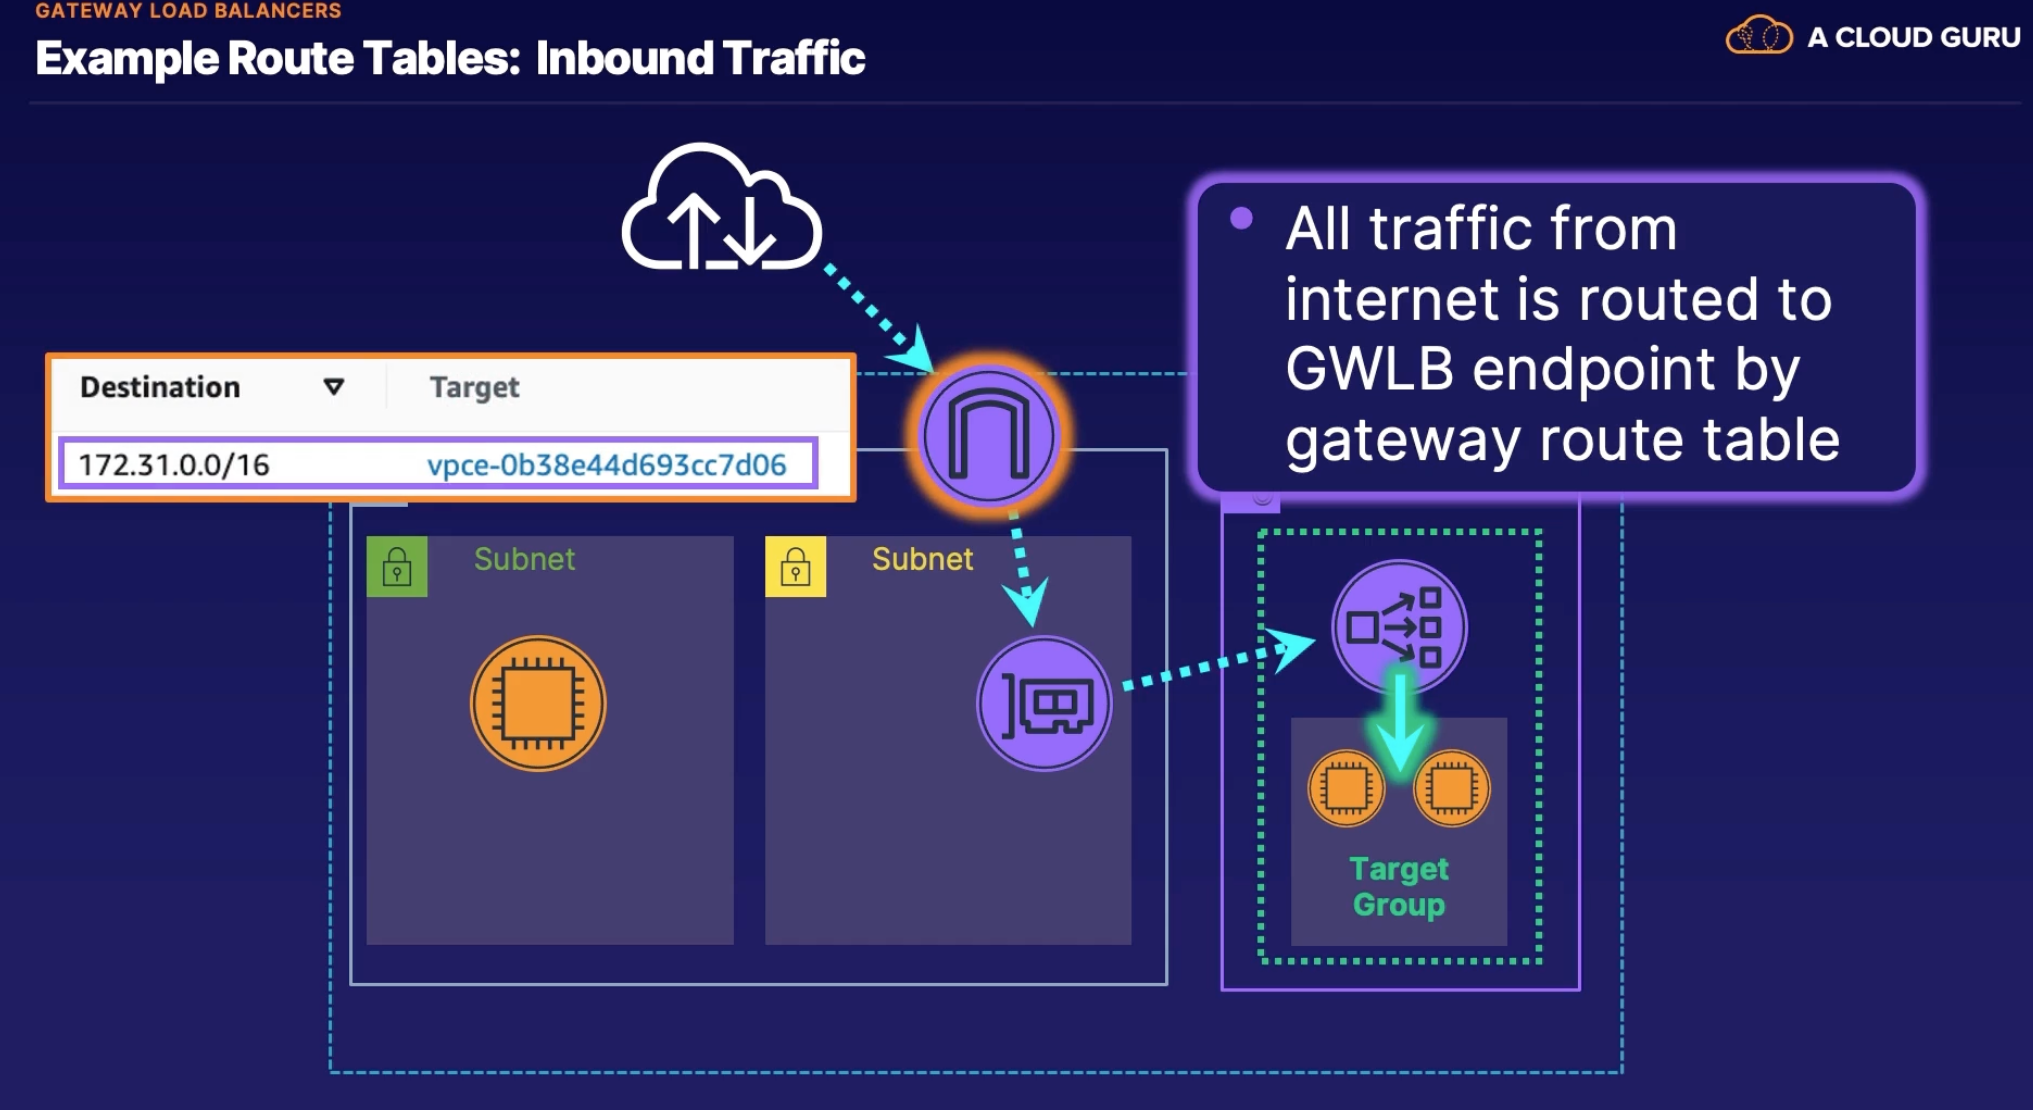 GATEWAY LOAD BALANCERS
Example Route Tables: Inbound Traffic
A CLOUD GURU
All traffic from
internet is routed to
GWLB endpoint by
gateway route table
Destination Target
172.31.0.0/16 vpce-0b38e44d693cc7d06
Subnet
Subnet
Target
Group